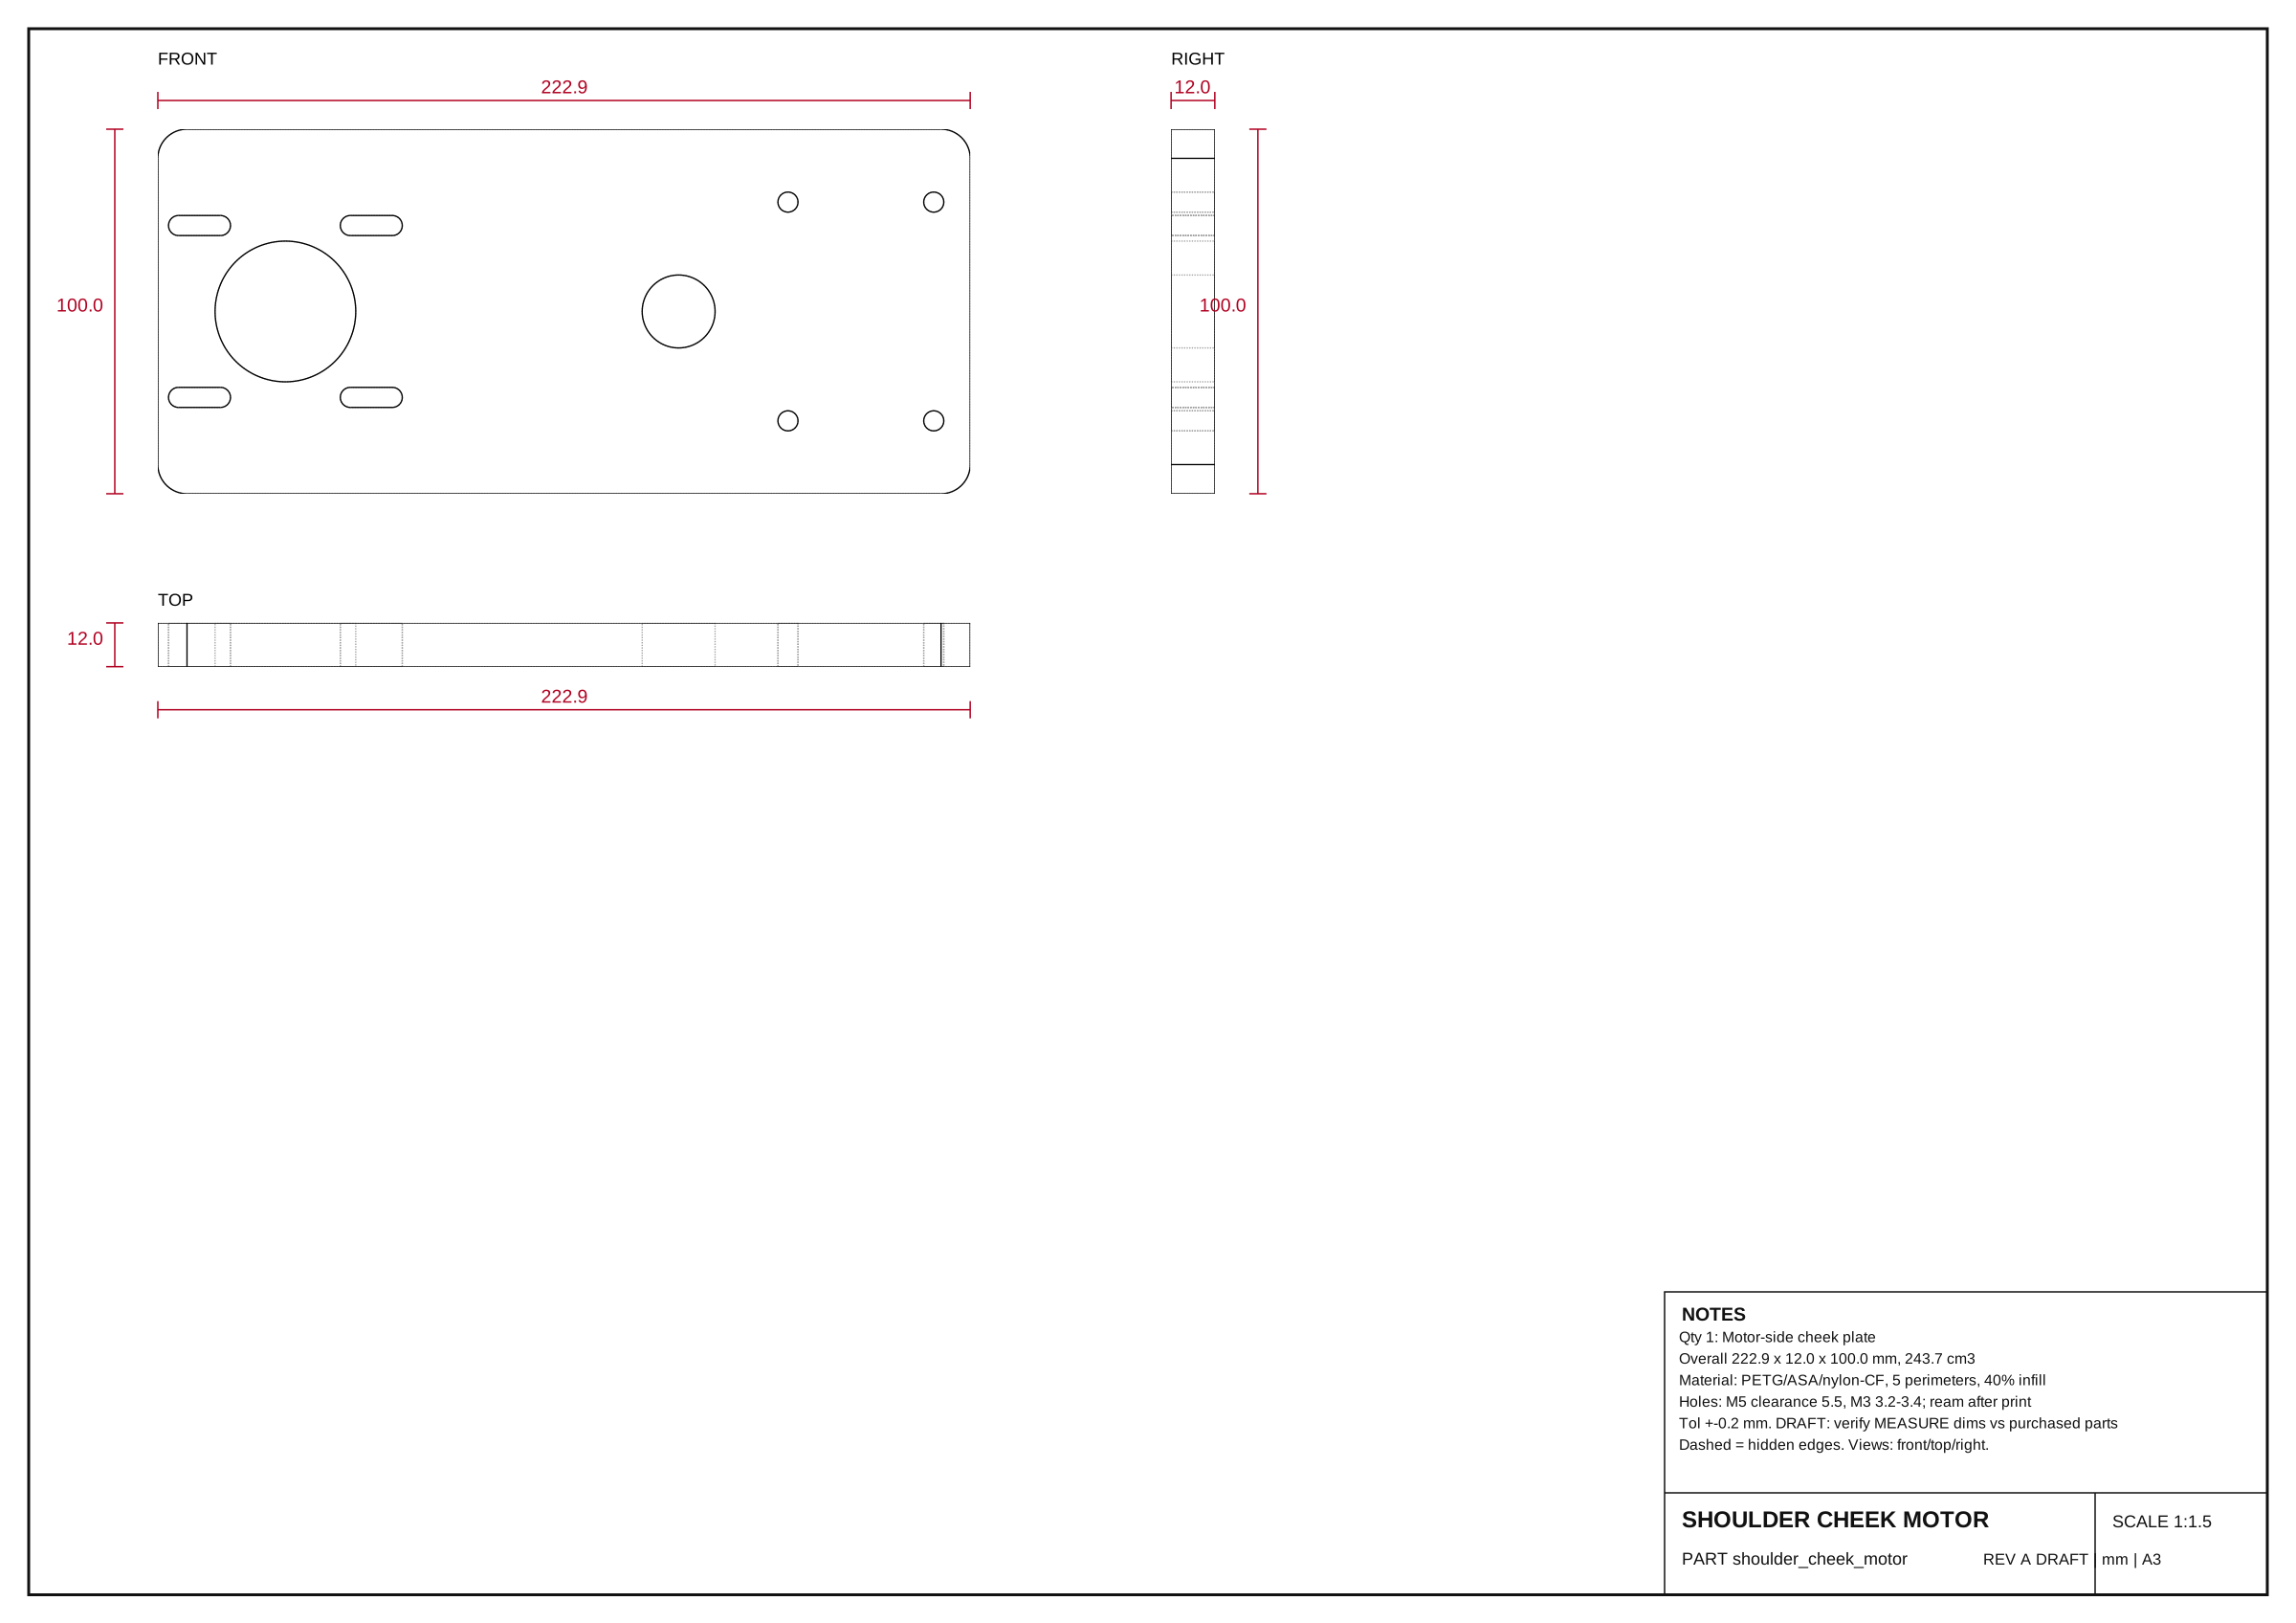 FRONT
RIGHT
222.9
12.0
100.0
100.0
TOP
12.0
222.9
NOTES
Qty 1: Motor-side cheek plate
Overall 222.9 x 12.0 x 100.0 mm, 243.7 cm3
Material: PETG/ASA/nylon-CF, 5 perimeters, 40% infill
Holes: M5 clearance 5.5, M3 3.2-3.4; ream after print
Tol +-0.2 mm. DRAFT: verify MEASURE dims vs purchased parts
Dashed = hidden edges. Views: front/top/right.
SHOULDER CHEEK MOTOR
SCALE 1:1.5
PART shoulder_cheek_motor
REV A DRAFT | mm | A3